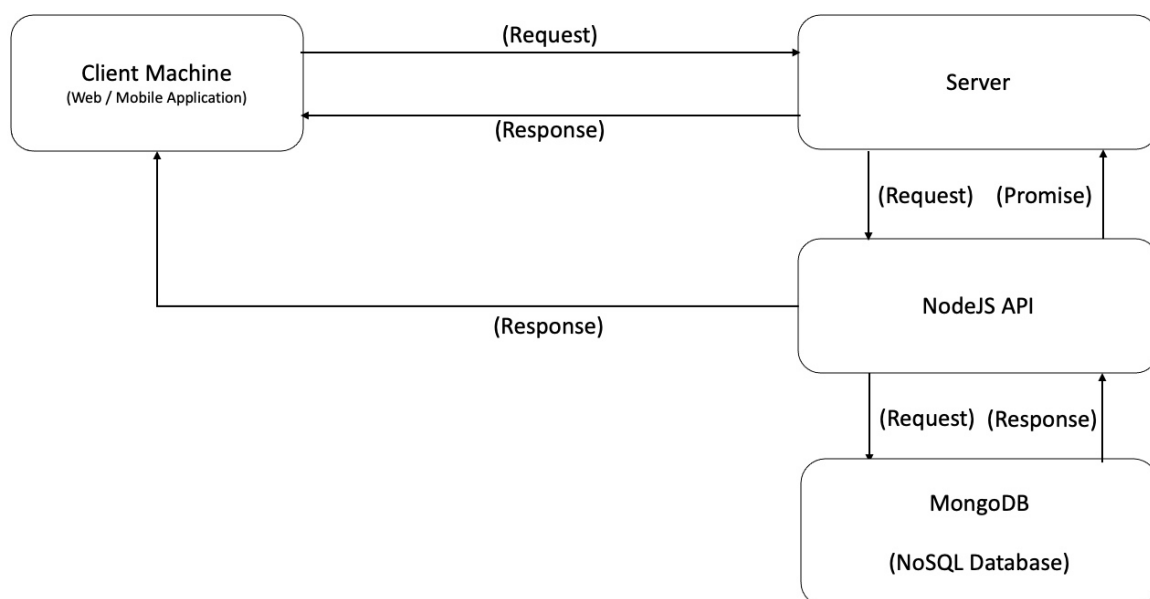 (Request)
Client Machine
(Web / Mobile Application)
Server
(Response)
(Request) (Promise)
NodeJS API
(Response)
(Request) (Response)
MongoDB
(NoSQL Database)